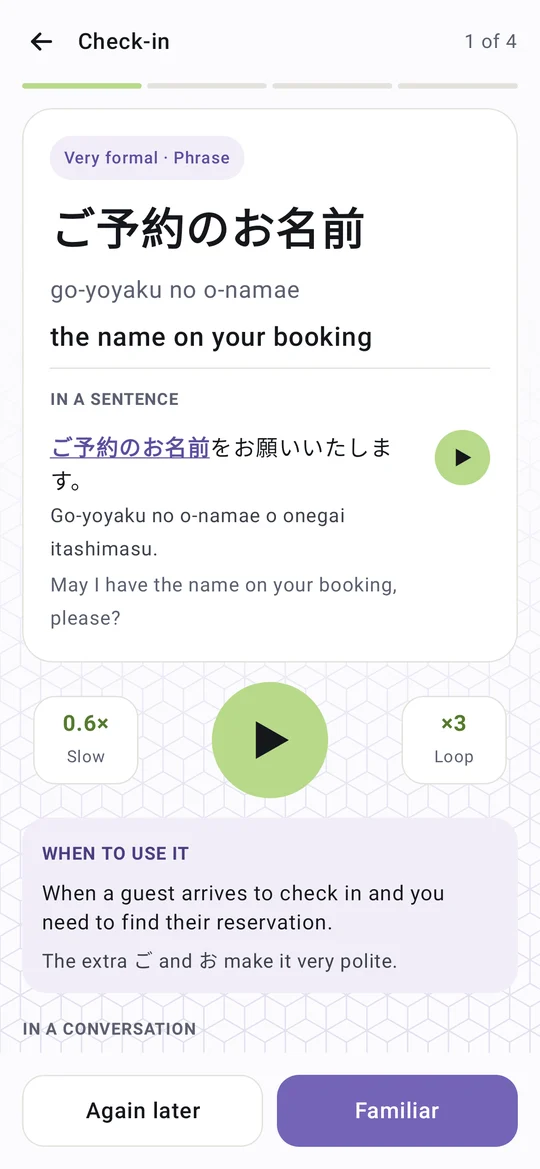 Check-in
1 of 4
Very formal · Phrase
ご予約のお名前
go-yoyaku no o-namae
the name on your booking
IN A SENTENCE
ご予約のお名前をお願いいたしま
す。
Go-yoyaku no o-namae o onegai
itashimasu.
May I have the name on your booking,
please?
0.6×
Slow
×3
Loop
WHEN TO USE IT
When a guest arrives to check in and you
need to find their reservation.
The extra ご and お make it very polite.
IN A CONVERSATION
Again later
Familiar